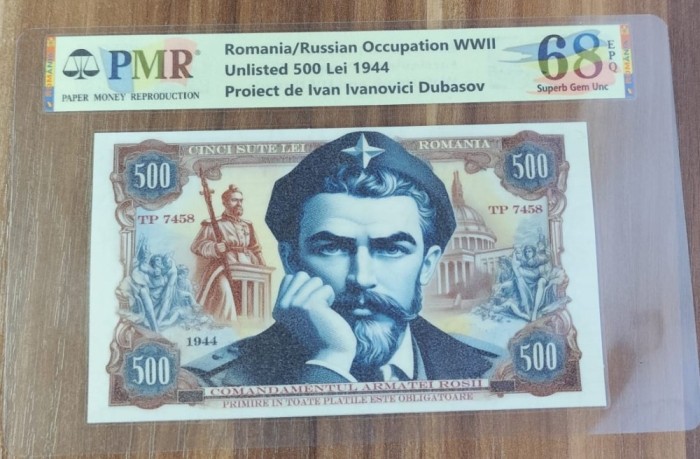 PMR
PAPER MONEY REPRODUCTION
Romania/Russian Occupation WWII
Unlisted 500 Lei 1944
Proiect de Ivan Ivanovici Dubasov
68
EPQ
Superb Gem Unc
CINCI SUTE LEI ROMANIA
500 500
TP 7458 TP 7458
1944
500 500
COMANDAMENTUL ARMATEI ROSII
PRIMIRE IN TOATE PLATILE ESTE OBLIGATOARE